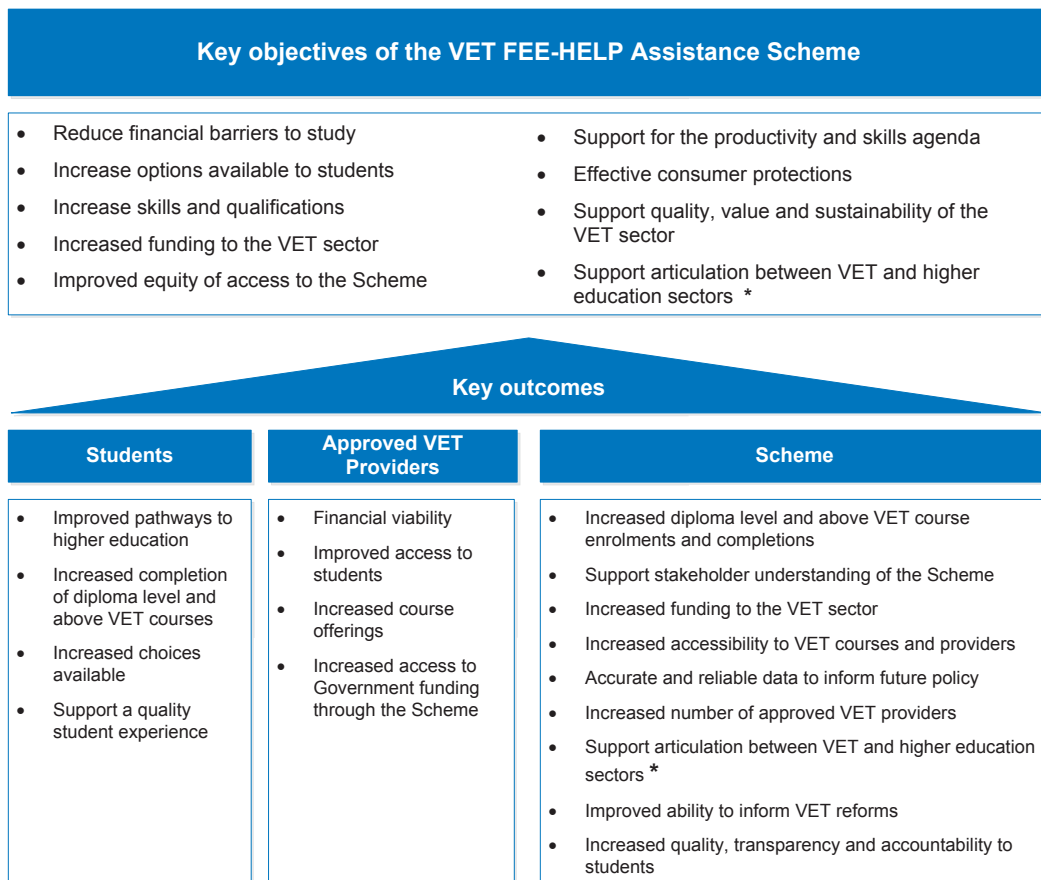 Key objectives of the VET FEE-HELP Assistance Scheme
• Reduce financial barriers to study
• Increase options available to students
• Increase skills and qualifications
• Increased funding to the VET sector
• Improved equity of access to the Scheme
• Support for the productivity and skills agenda
• Effective consumer protections
• Support quality, value and sustainability of the
VET sector
• Support articulation between VET and higher
education sectors *
Key outcomes
Students
• Improved pathways to
higher education
• Increased completion
of diploma level and
above VET courses
• Increased choices
available
• Support a quality
student experience
Approved VET
Providers
• Financial viability
• Improved access to
students
• Increased course
offerings
• Increased access to
Government funding
through the Scheme
Scheme
• Increased diploma level and above VET course
enrolments and completions
• Support stakeholder understanding of the Scheme
• Increased funding to the VET sector
• Increased accessibility to VET courses and providers
• Accurate and reliable data to inform future policy
• Increased number of approved VET providers
• Support articulation between VET and higher education
sectors *
• Improved ability to inform VET reforms
• Increased quality, transparency and accountability to
students